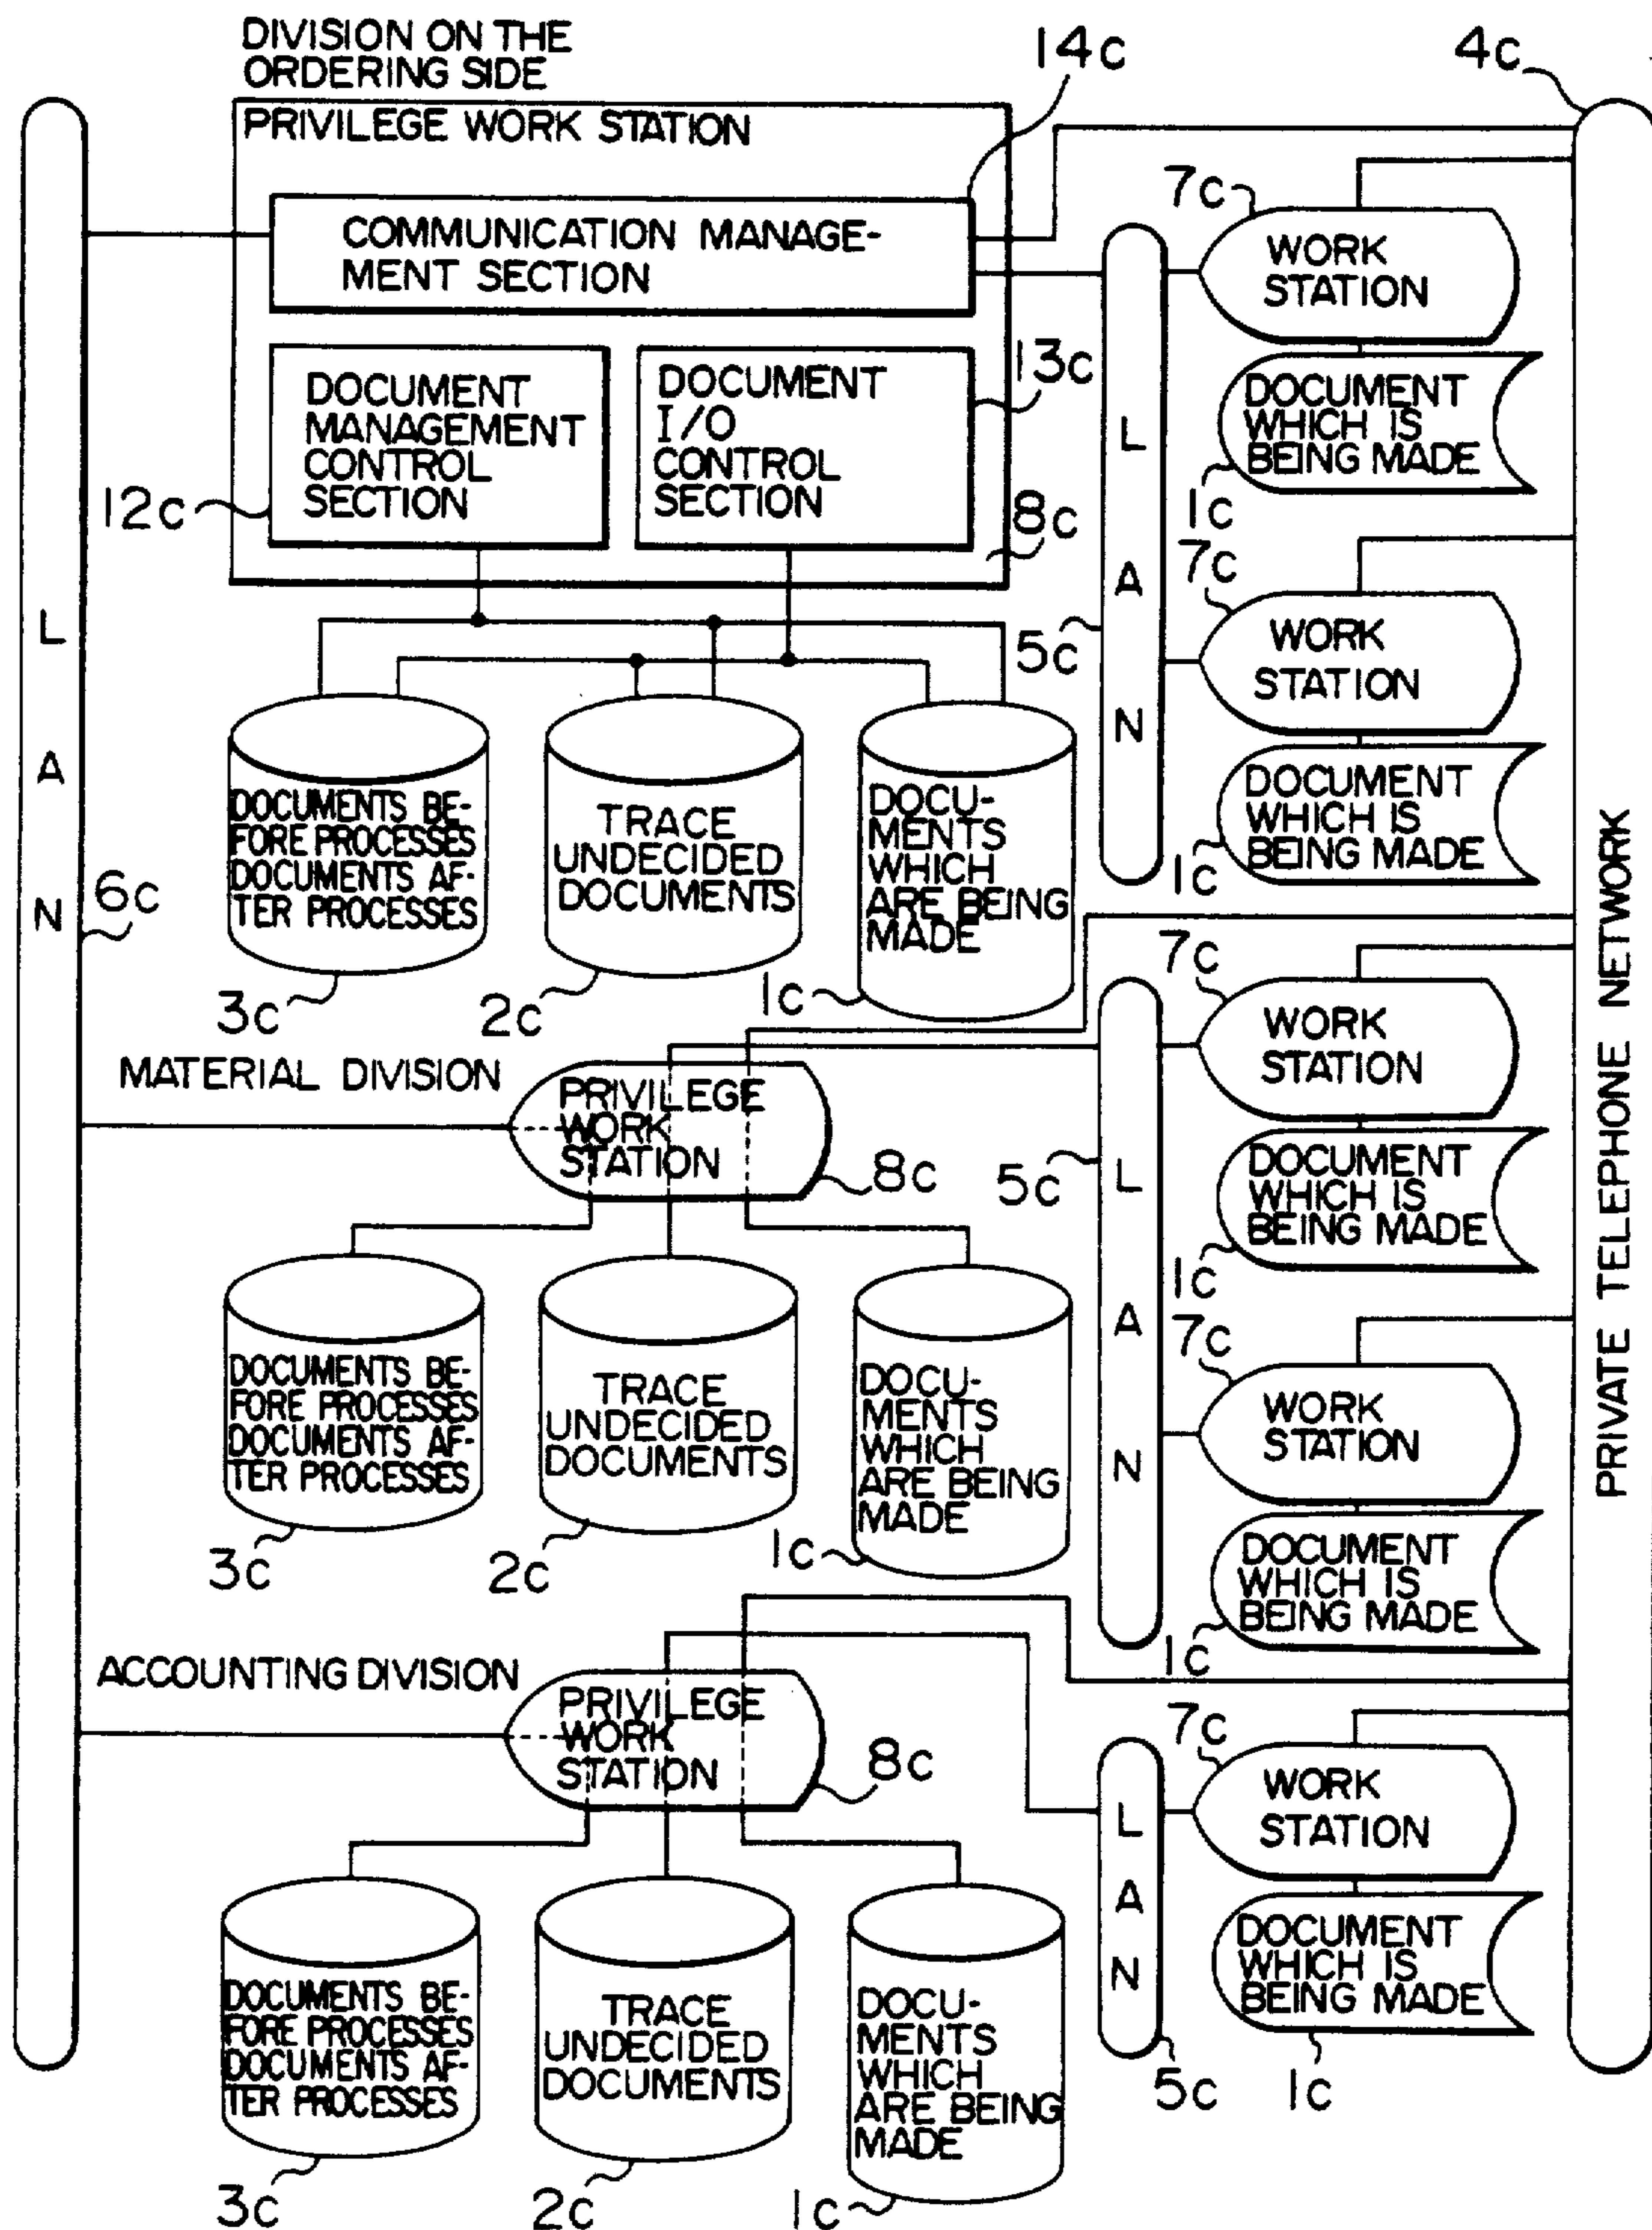 DIVISION ON THE
ORDERING SIDE
14c
4c
PRIVILEGE WORK STATION
COMMUNICATION MANAGE-
MENT SECTION
DOCUMENT
MANAGEMENT
CONTROL
SECTION
12c
DOCUMENT
I/O
CONTROL
SECTION
13c
8c
L
A
N
6c
DOCUMENTS BE-
FORE PROCESSES
DOCUMENTS AF-
TER PROCESSES
3c
TRACE
UNDECIDED
DOCUMENTS
2c
DOCU-
MENTS
WHICH
ARE BEING
MADE
1c
L
A
N
5c
7c
WORK
STATION
DOCUMENT
WHICH IS
BEING MADE
1c
7c
WORK
STATION
DOCUMENT
WHICH IS
BEING MADE
1c
PRIVATE TELEPHONE NETWORK
MATERIAL DIVISION
PRIVILEGE
WORK
STATION
8c
DOCUMENTS BE-
FORE PROCESSES
DOCUMENTS AF-
TER PROCESSES
3c
TRACE
UNDECIDED
DOCUMENTS
2c
DOCU-
MENTS
WHICH
ARE BEING
MADE
1c
5c
L
A
N
7c
WORK
STATION
DOCUMENT
WHICH IS
BEING MADE
1c
7c
WORK
STATION
DOCUMENT
WHICH IS
BEING MADE
1c
ACCOUNTING DIVISION
PRIVILEGE
WORK
STATION
8c
DOCUMENTS BE-
FORE PROCESSES
DOCUMENTS AF-
TER PROCESSES
3c
TRACE
UNDECIDED
DOCUMENTS
2c
DOCU-
MENTS
WHICH
ARE BEING
MADE
1c
L
A
N
5c
7c
WORK
STATION
DOCUMENT
WHICH IS
BEING MADE
1c